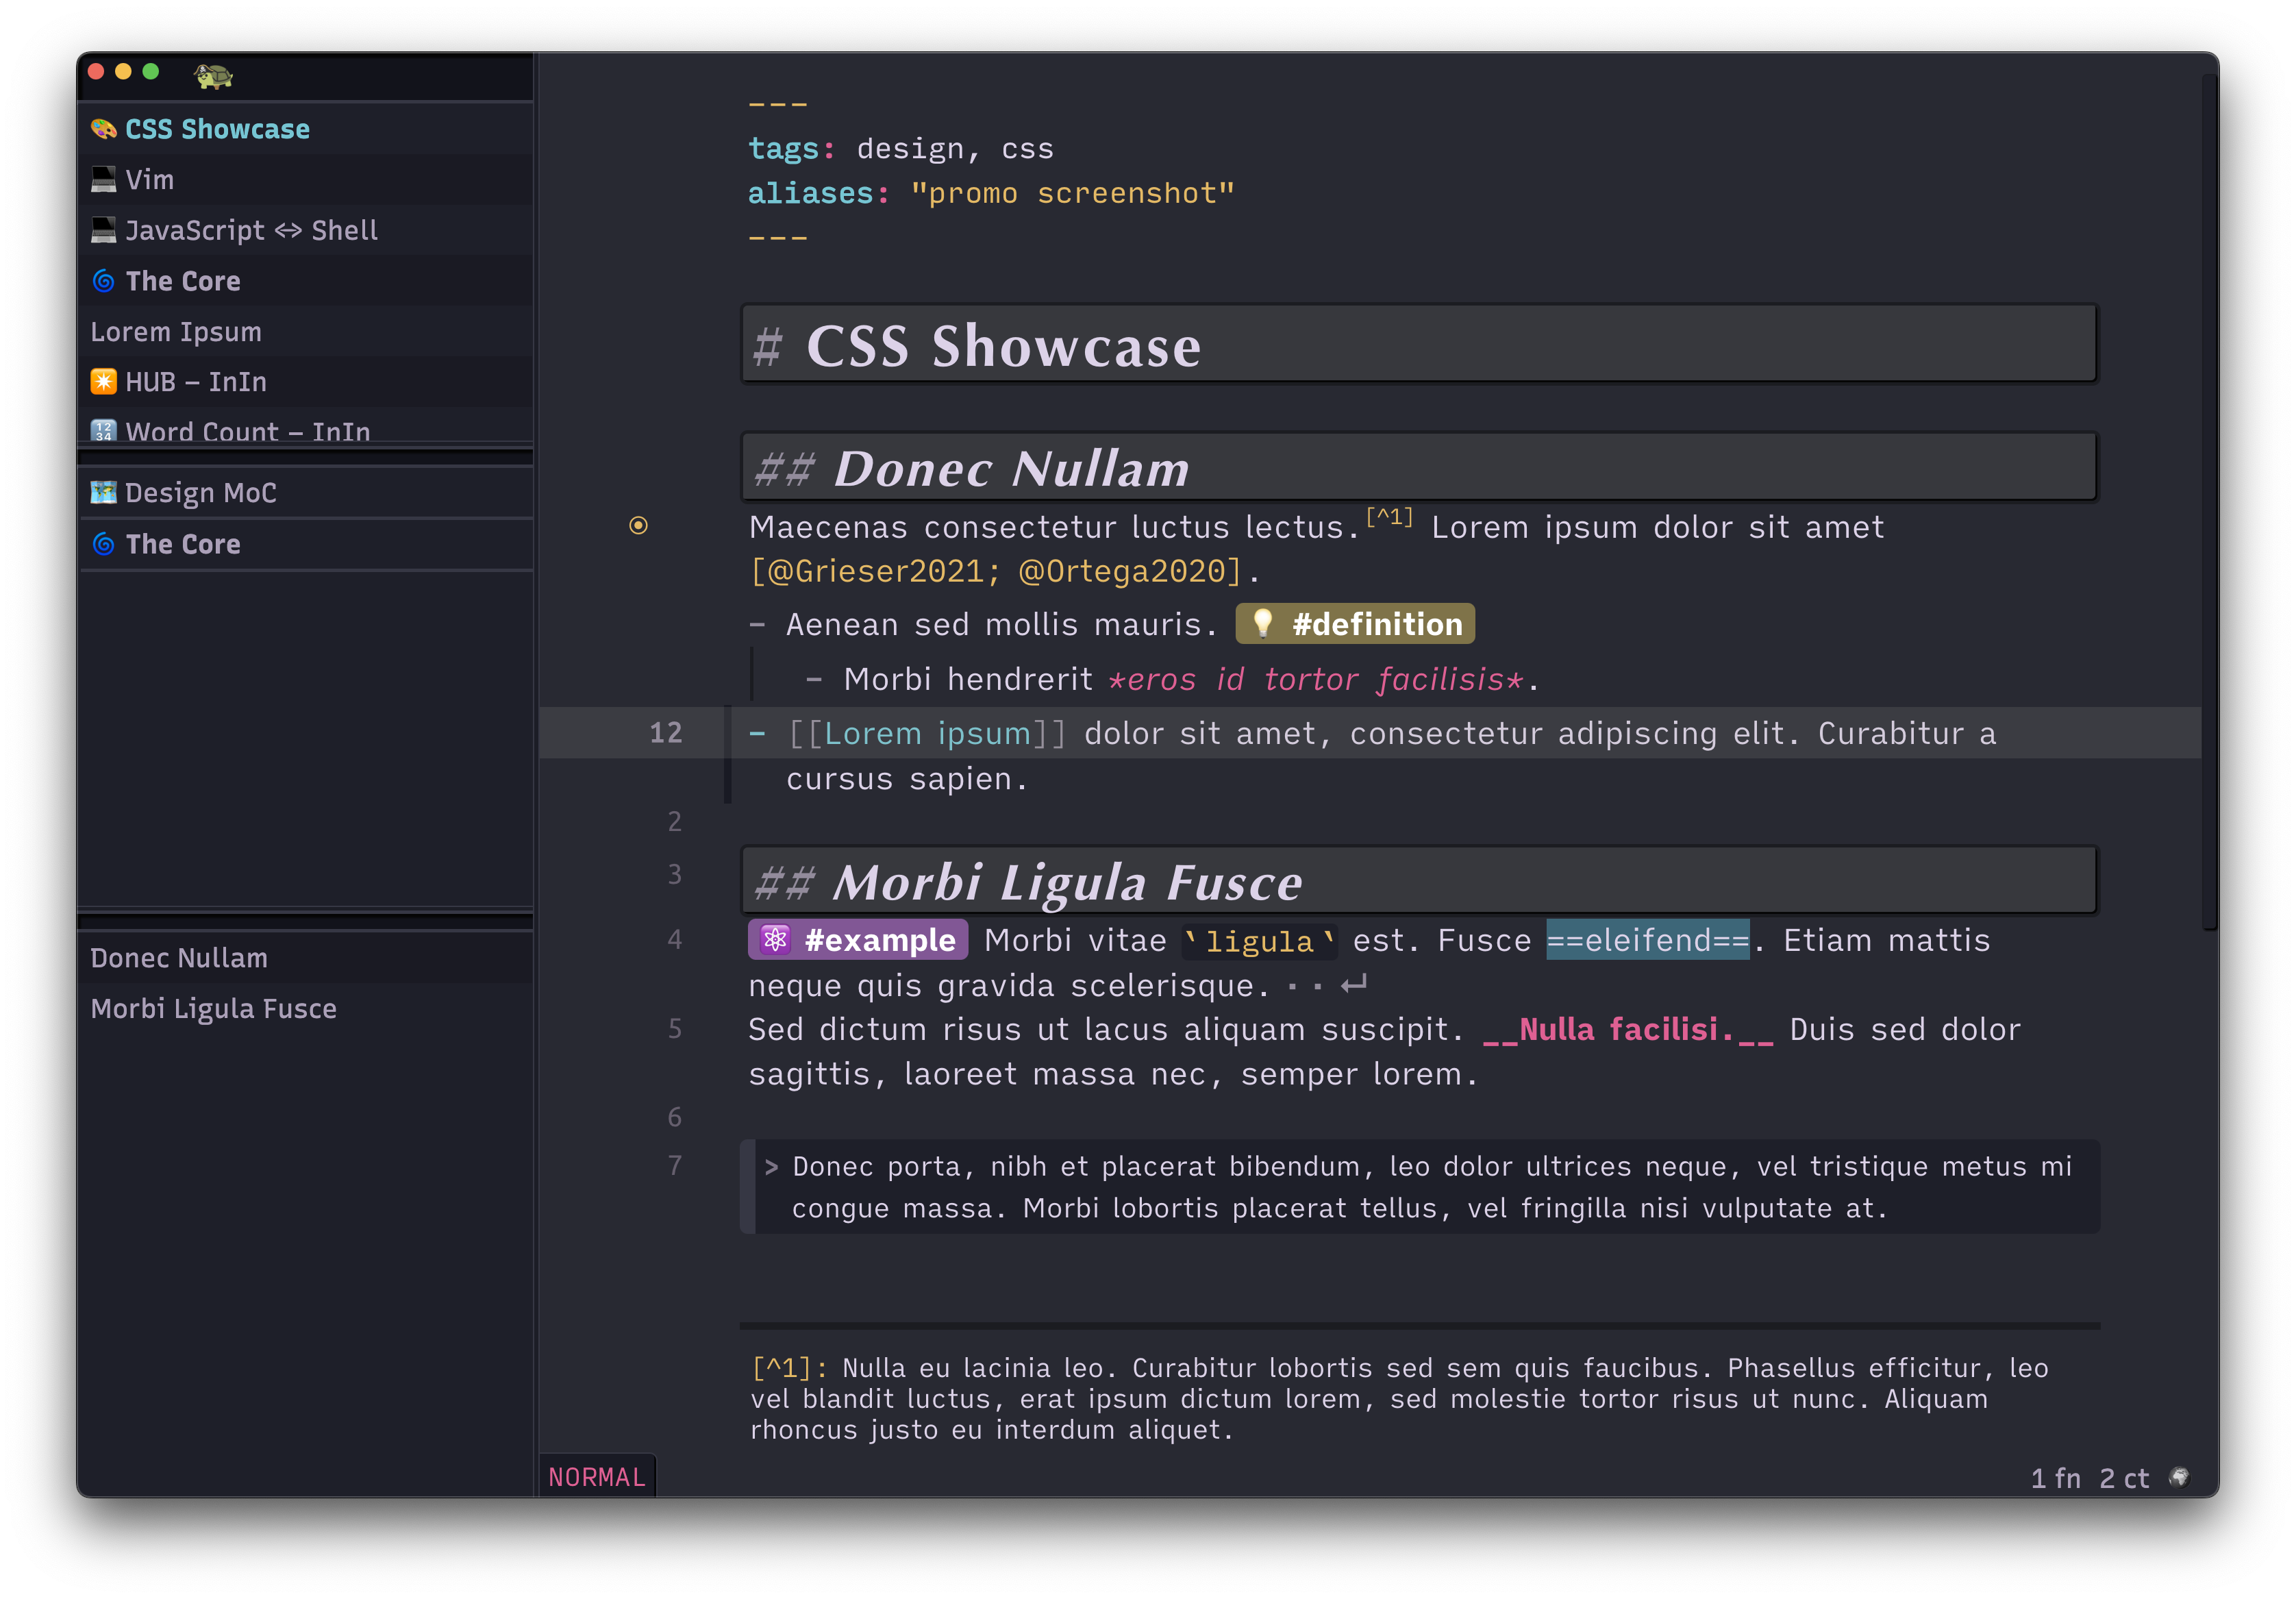 CSS Showcase
Vim
JavaScript <-> Shell
The Core
Lorem Ipsum
HUB – InIn
Word Count – InIn
Design MoC
The Core
Donec Nullam
Morbi Ligula Fusce
---
tags: design, css
aliases: "promo screenshot"
---
# CSS Showcase
## Donec Nullam
Maecenas consectetur luctus lectus.[^1] Lorem ipsum dolor sit amet
[@Grieser2021; @Ortega2020].
- Aenean sed mollis mauris. 💡 #definition
- Morbi hendrerit *eros id tortor facilisis*.
12 - [[Lorem ipsum]] dolor sit amet, consectetur adipiscing elit. Curabitur a
cursus sapien.
2
3 ## Morbi Ligula Fusce
4 ⚛️ #example Morbi vitae `ligula` est. Fusce ==eleifend==. Etiam mattis
neque quis gravida scelerisque. ··↵
5 Sed dictum risus ut lacus aliquam suscipit. __Nulla facilisi.__ Duis sed dolor
sagittis, laoreet massa nec, semper lorem.
6
7 > Donec porta, nibh et placerat bibendum, leo dolor ultrices neque, vel tristique metus mi
congue massa. Morbi lobortis placerat tellus, vel fringilla nisi vulputate at.
[^1]: Nulla eu lacinia leo. Curabitur lobortis sed sem quis faucibus. Phasellus efficitur, leo
vel blandit luctus, erat ipsum dictum lorem, sed molestie tortor risus ut nunc. Aliquam
rhoncus justo eu interdum aliquet.
NORMAL
1 fn 2 ct